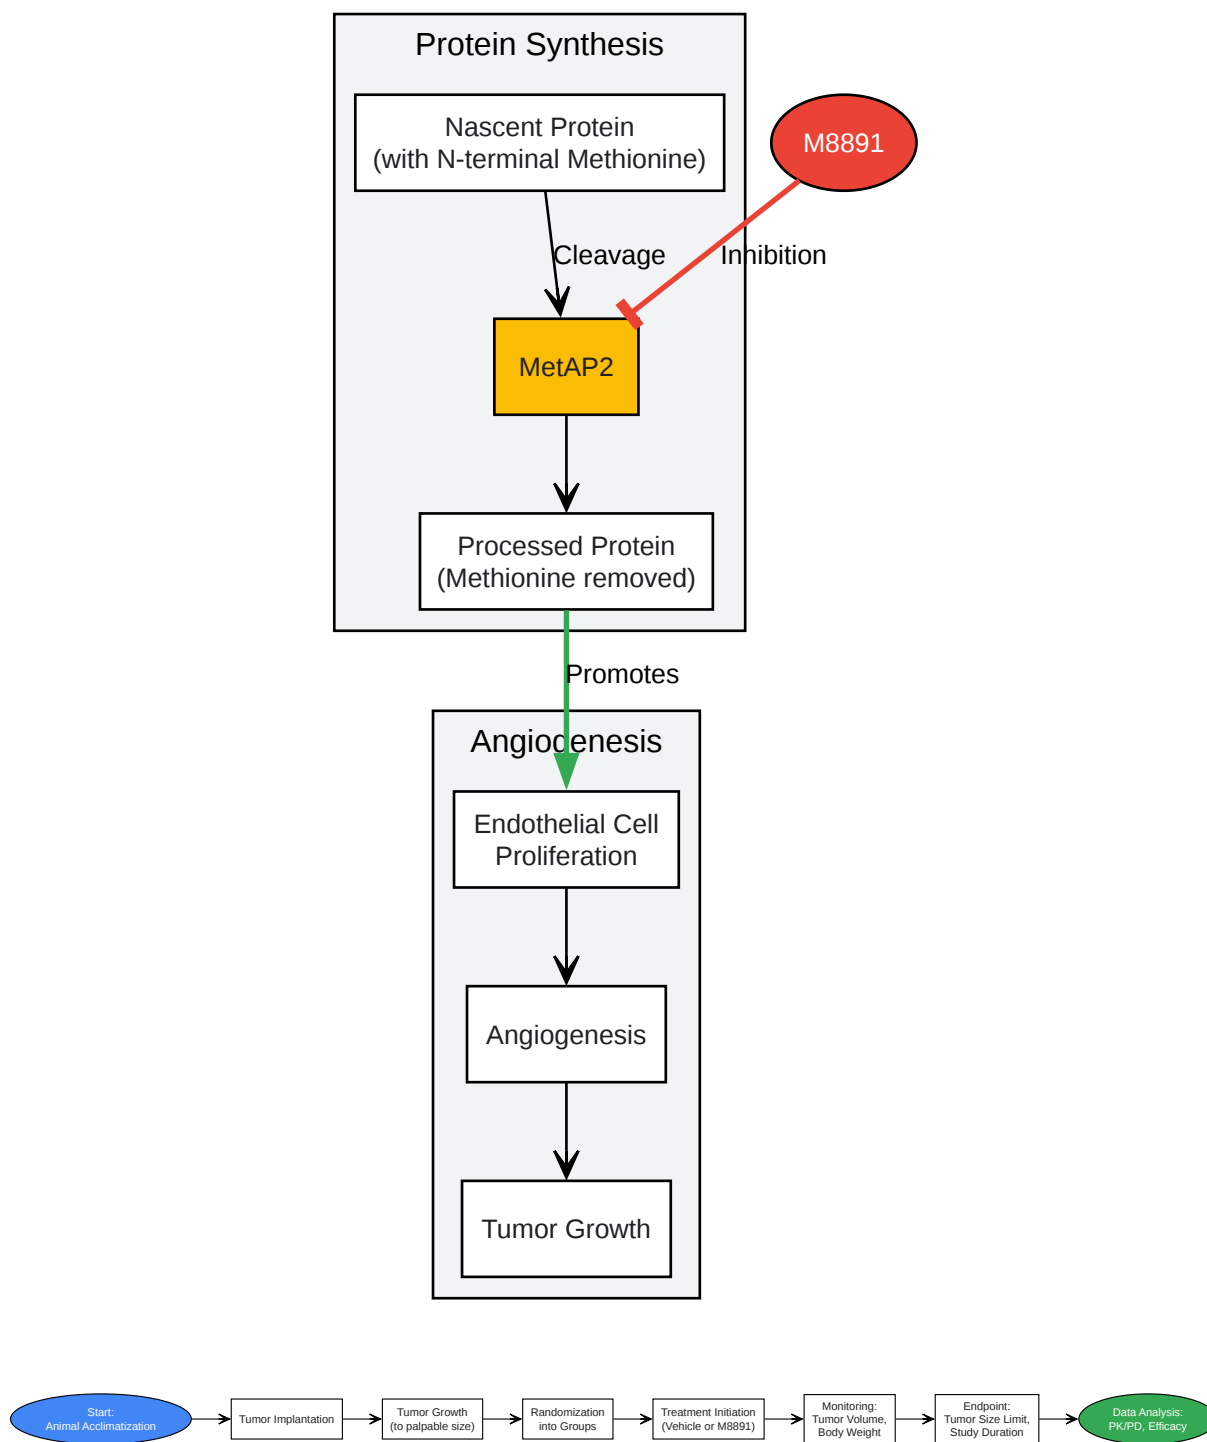 Protein Synthesis
Nascent Protein
(with N-terminal Methionine)
M8891
Cleavage
Inhibition
MetAP2
Processed Protein
(Methionine removed)
Promotes
Angiogenesis
Endothelial Cell
Proliferation
Angiogenesis
Tumor Growth
Start:
Animal Acclimatization
Tumor Implantation
Tumor Growth
(to palpable size)
Randomization
into Groups
Treatment Initiation
(Vehicle or M8891)
Monitoring:
Tumor Volume,
Body Weight
Endpoint:
Tumor Size Limit,
Study Duration
Data Analysis:
PK/PD, Efficacy